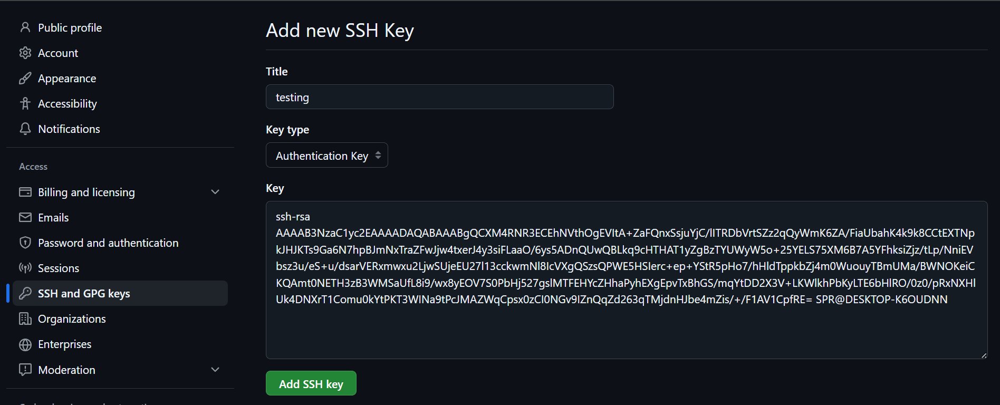 Public profile
Account
Appearance
Accessibility
Notifications
Access
Billing and licensing
Emails
Password and authentication
Sessions
SSH and GPG keys
Organizations
Enterprises
Moderation
Add new SSH Key
Title
testing
Key type
Authentication Key
Key
ssh-rsa
AAAAB3NzaC1yc2EAAAADAQABAAABgQCXM4RNR3ECEhNVthOgEVItA+ZaFQnxSsjuYjC/lITRDbVrtSZz2qQyWmK6ZA/FiaUbahK4k9k8CCtEXTNp
kJHJKTs9Ga6N7hpBJmNxTraZFwJjw4txerJ4y3siFLaaO/6ys5ADnQUwQBLkq9cHTHAT1yZgBzTYUWyW5o+25YELS75XM6B7A5YFhksiZjz/tLp/NniEV
bsz3u/eS+u/dsarVERxmwxu2LjwSUjeEU27l13cckwmNl8IcVXgQSzsQPWE5HSIerc+ep+YStR5pHo7/hHldTppkbZj4m0WuouyTBmUMa/BWNOKeiC
KQAmt0NETH3zB3WMSaUfL8i9/wx8yEOV7S0PbHj527gslMTFEHYcZHhaPyhEXgEpvTxBhGS/mqYtDD2X3V+LKWlkhPbKyLTE6bHlRO/0z0/pRxNXHl
Uk4DNXrT1Comu0kYtPKT3WINa9tPcJMAZWqCpsx0zCl0NGv9IZnQqZd263qTMjdnHJbe4mZis/+/F1AV1CpfRE= SPR@DESKTOP-K6OUDNN
Add SSH key